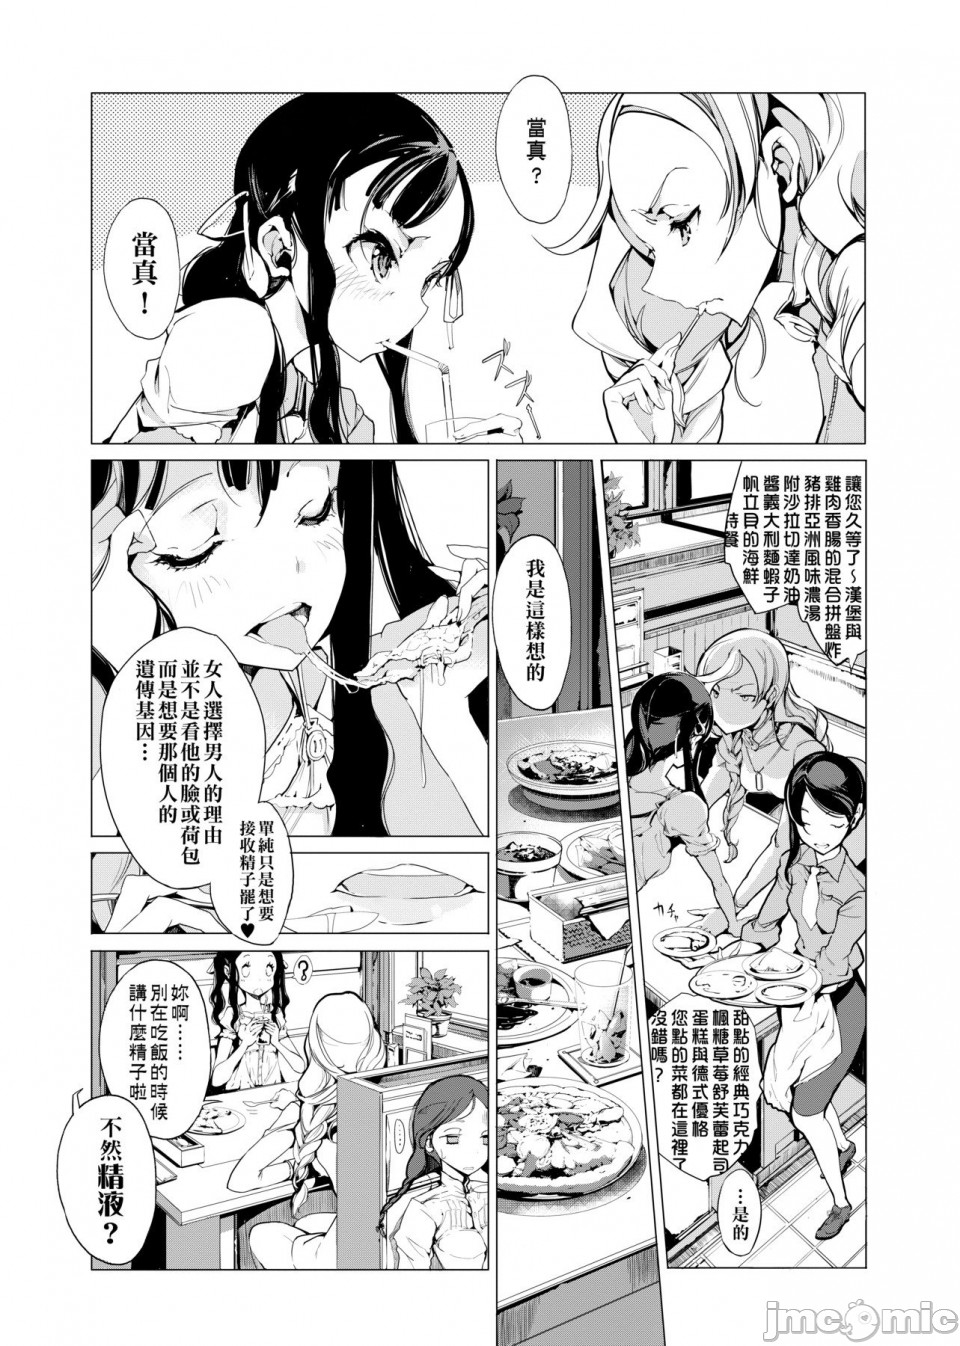 當真？
當真！
ズズ
讓您久等了～漢堡與
雞肉香腸的混合拼盤炸
豬排亞洲風味濃湯
附沙拉切達奶油
醬義大利麵蝦子
帆立貝的海鮮
特餐
カチャ
甜點的經典巧克力
楓糖草莓舒芙蕾起司
蛋糕與德式優格
您點的菜都在這裡了
沒錯嗎？
…是的
我是這樣想的
女人選擇男人的理由
並不是看他的臉或荷包
而是想要那個人的
遺傳基因…
單純只是想要
接收精子罷了♥
？
妳啊……
別在吃飯的時候
講什麼精子啦
……
不然精液？
jmcomic